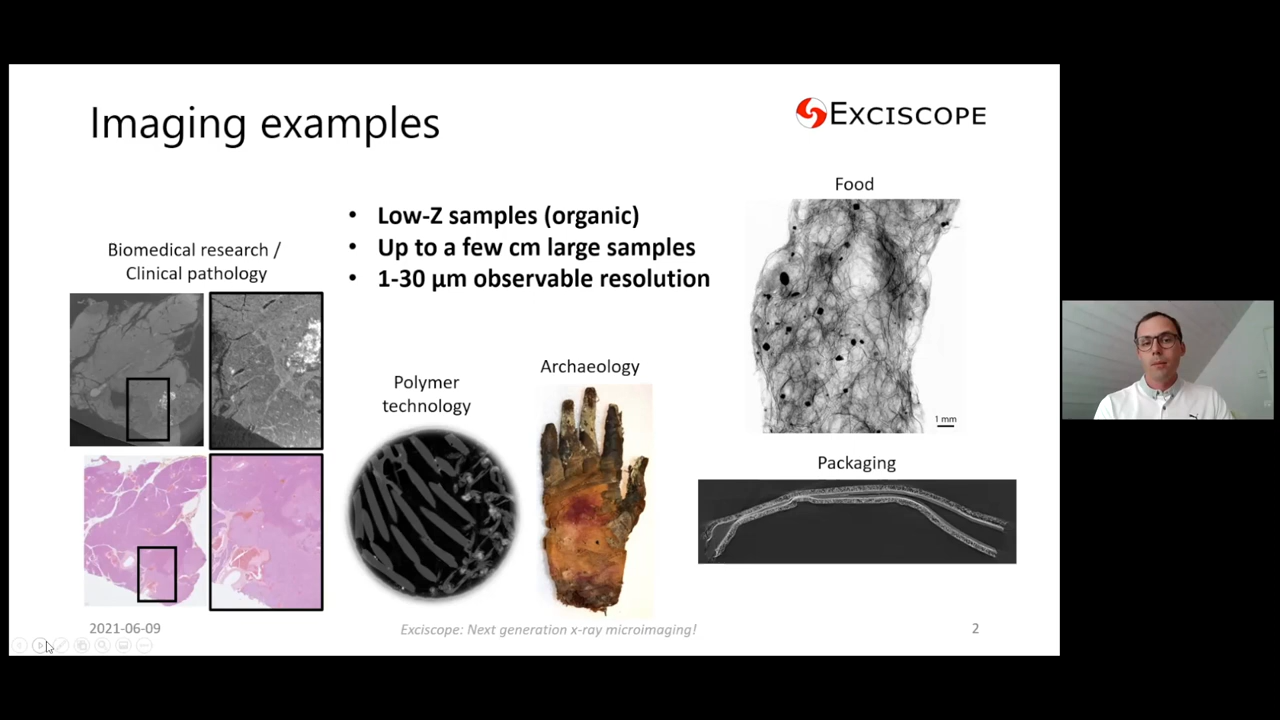 Imaging examples
EXCISCOPE
Low-Z samples (organic)
Up to a few cm large samples
1-30 µm observable resolution
Biomedical research /
Clinical pathology
Polymer
technology
Archaeology
Food
1 mm
Packaging
2021-06-09
Exciscope: Next generation x-ray microimaging!
2